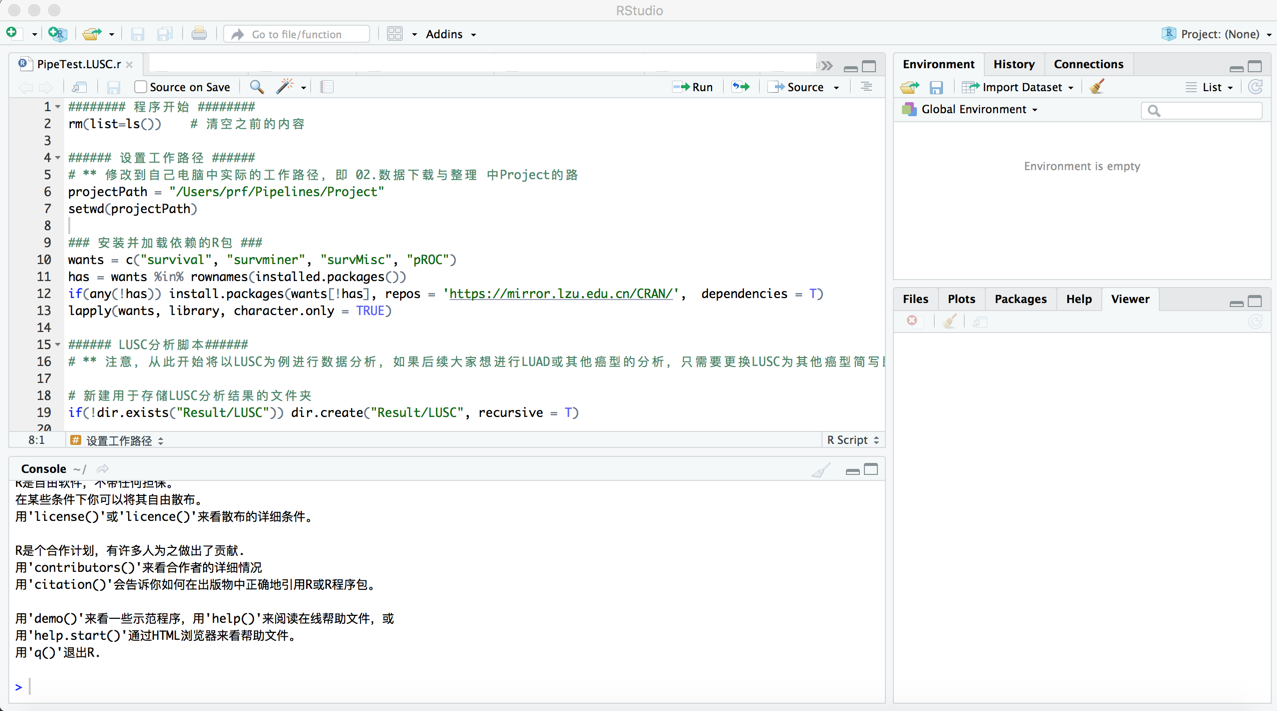 RStudio
Go to file/function
Addins
Project: (None)
PipeTest.LUSC.r
Source on Save
Run
Source
1 ######## 程序开始 ########
2 rm(list=ls())    # 清空之前的内容
3
4 ###### 设置工作路径 ######
5 # ** 修改到自己电脑中实际的工作路径，即 02.数据下载与整理 中Project的路
6 projectPath = "/Users/prf/Pipelines/Project"
7 setwd(projectPath)
8
9 ### 安装并加载依赖的R包 ###
10 wants = c("survival", "survminer", "survMisc", "pROC")
11 has = wants %in% rownames(installed.packages())
12 if(any(!has)) install.packages(wants[!has], repos = 'https://mirror.lzu.edu.cn/CRAN/',  dependencies = T)
13 lapply(wants, library, character.only = TRUE)
14
15 ###### LUSC分析脚本######
16 # ** 注意，从此开始将以LUSC为例进行数据分析，如果后续大家想进行LUAD或其他癌型的分析，只需要更换LUSC为其他癌型简写
17
18 # 新建用于存储LUSC分析结果的文件夹
19 if(!dir.exists("Result/LUSC")) dir.create("Result/LUSC", recursive = T)
20
8:1
# 设置工作路径
R Script
Console ~/
R是自由软件，不带任何担保。
在某些条件下你可以将其自由散布。
用'license()'或'licence()'来看散布的详细条件。
R是个合作计划，有许多人为之做出了贡献.
用'contributors()'来看合作者的详细情况
用'citation()'会告诉你如何在出版物中正确地引用R或R程序包。
用'demo()'来看一些示范程序，用'help()'来阅读在线帮助文件，或
用'help.start()'通过HTML浏览器来看帮助文件。
用'q()'退出R.
>
Environment
History
Connections
Import Dataset
List
Global Environment
Environment is empty
Files
Plots
Packages
Help
Viewer